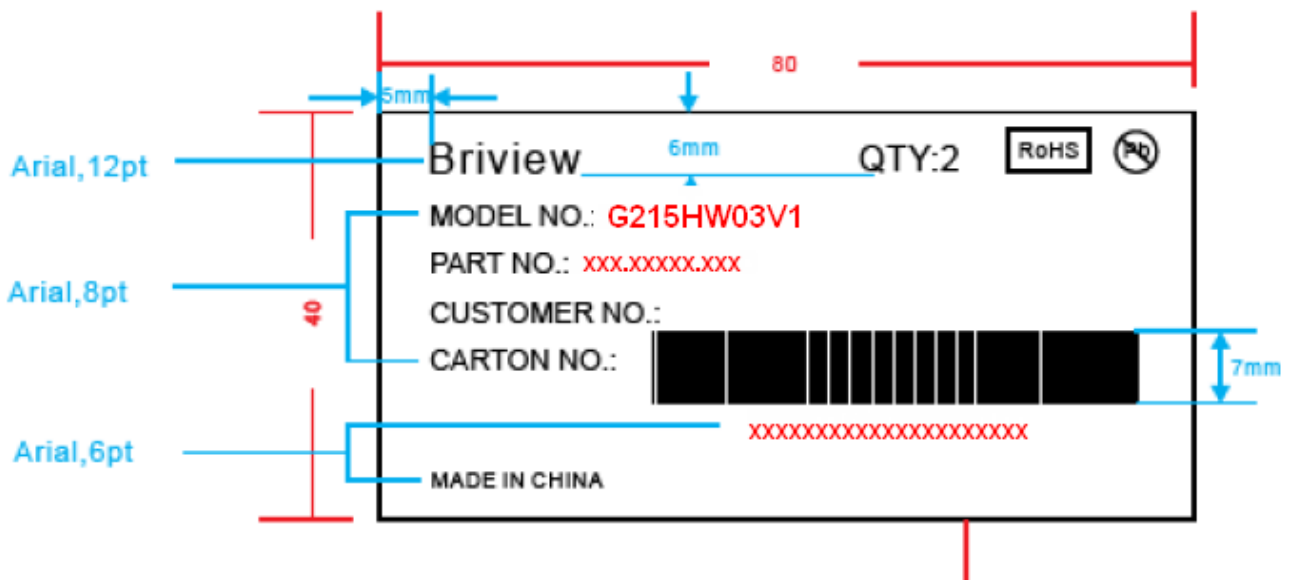 80
5mm
Arial,12pt
Briview
6mm
QTY:2
RoHS
Pb
MODEL NO.: G215HW03V1
PART NO.: xxx.xxxxx.xxx
Arial,8pt
40
CUSTOMER NO.:
CARTON NO.:
7mm
Arial,6pt
xxxxxxxxxxxxxxxxxxxxx
MADE IN CHINA